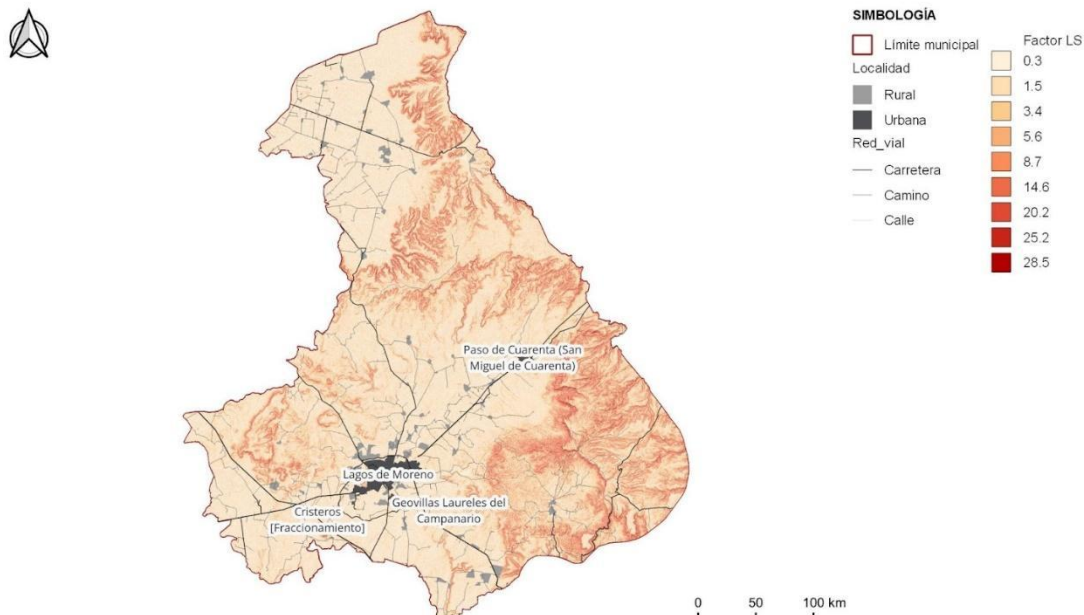 SIMBOLOGÍA
Límite municipal
Localidad
Rural
Urbana
Red_vial
Carretera
Camino
Calle
Factor LS
0.3
1.5
3.4
5.6
8.7
14.6
20.2
25.2
28.5
Paso de Cuarenta (San
Miguel de Cuarenta)
Lagos de Moreno
Geovillas Laureles del
Campanario
Cristeros
[Fraccionamiento]
0 50 100 km